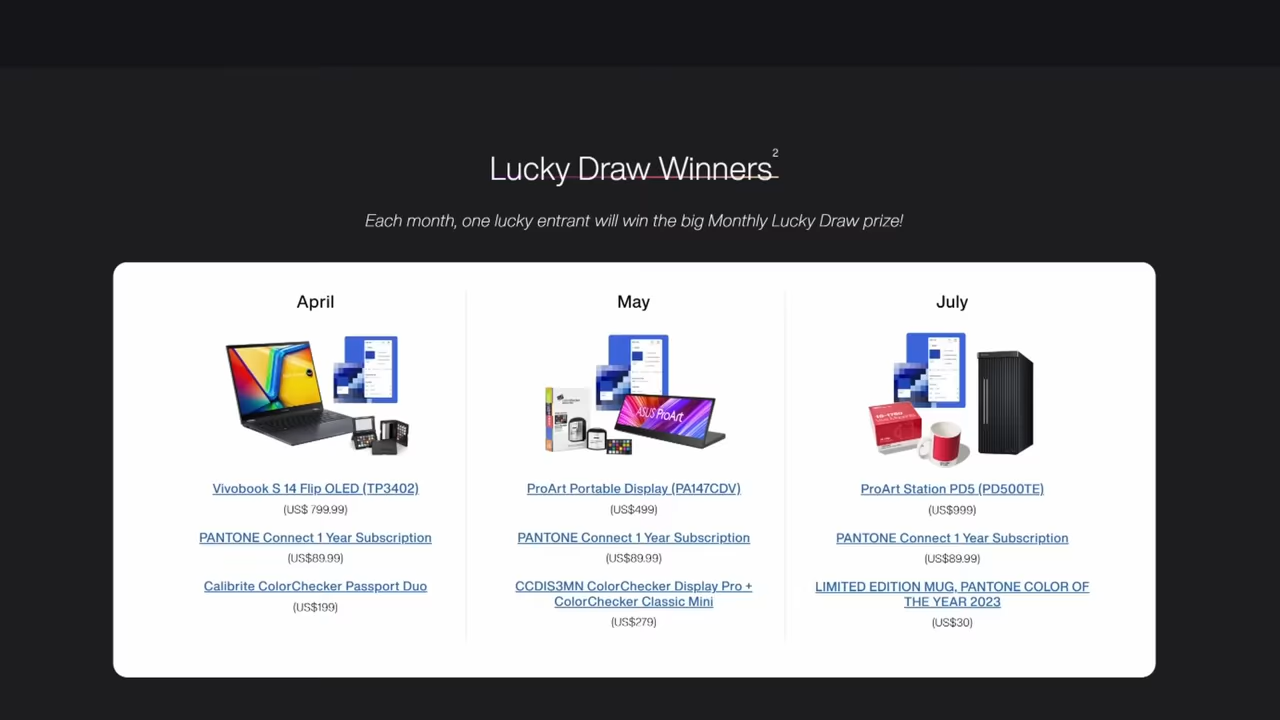 Lucky Draw Winners2
Each month, one lucky entrant will win the big Monthly Lucky Draw prize!
April
May
July
ASUS ProArt
Vivobook S 14 Flip OLED (TP3402)
(US$ 799.99)
PANTONE Connect 1 Year Subscription
(US$89.99)
Calibrite ColorChecker Passport Duo
(US$199)
ProArt Portable Display (PA147CDV)
(US$499)
PANTONE Connect 1 Year Subscription
(US$89.99)
CCDIS3MN ColorChecker Display Pro +
ColorChecker Classic Mini
(US$279)
ProArt Station PD5 (PD500TE)
(US$999)
PANTONE Connect 1 Year Subscription
(US$89.99)
LIMITED EDITION MUG, PANTONE COLOR OF
THE YEAR 2023
(US$30)